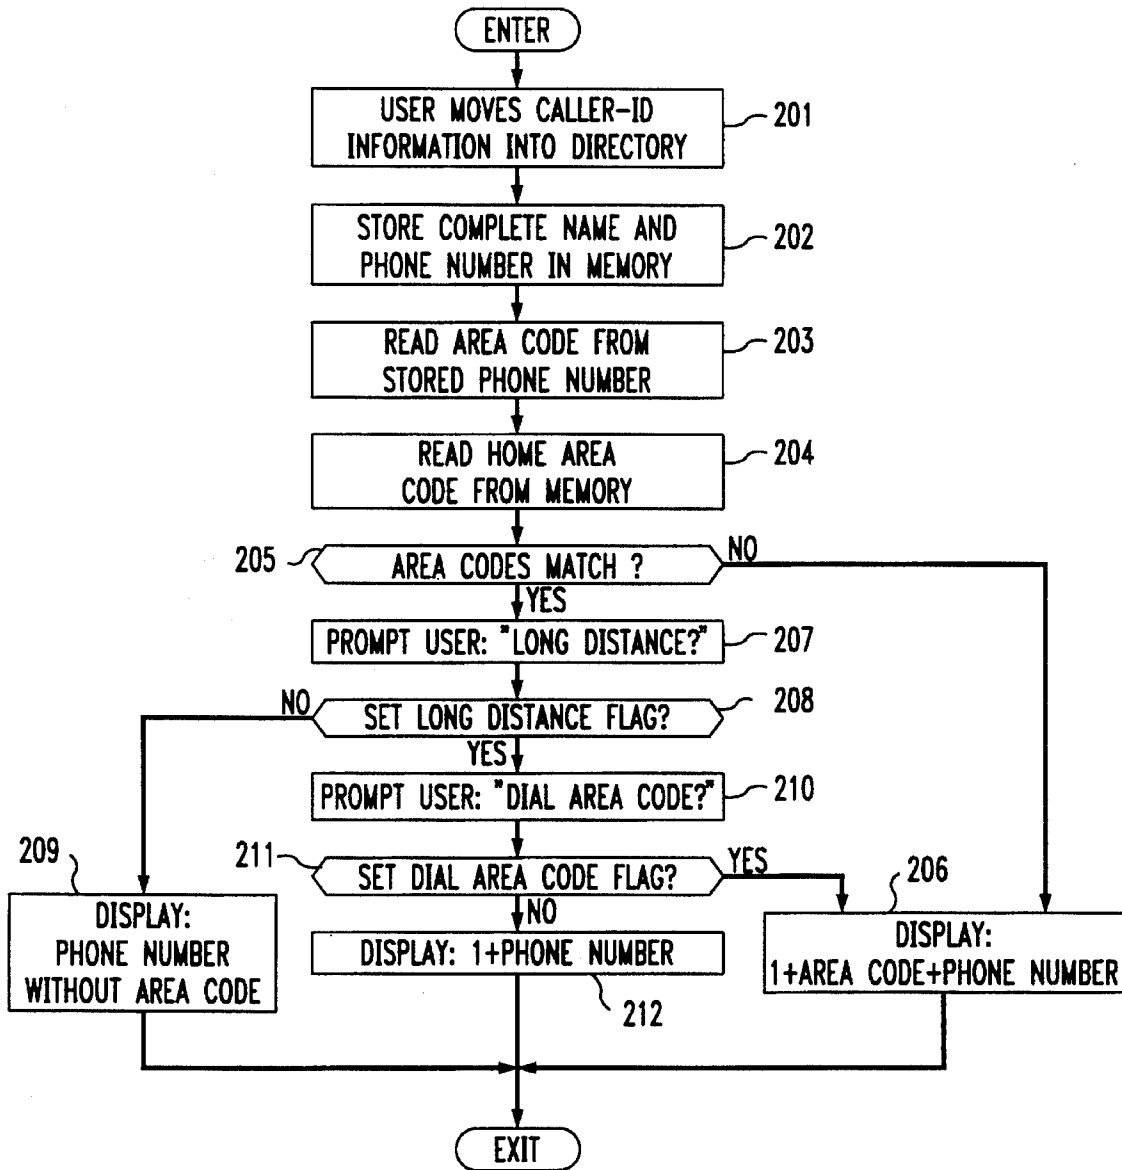 ENTER
USER MOVES CALLER-ID
INFORMATION INTO DIRECTORY
201
STORE COMPLETE NAME AND
PHONE NUMBER IN MEMORY
202
READ AREA CODE FROM
STORED PHONE NUMBER
203
READ HOME AREA
CODE FROM MEMORY
204
205
AREA CODES MATCH ?
NO
YES
PROMPT USER: "LONG DISTANCE?"
207
NO
SET LONG DISTANCE FLAG?
208
YES
PROMPT USER: "DIAL AREA CODE?"
210
211
SET DIAL AREA CODE FLAG?
YES
NO
209
DISPLAY:
PHONE NUMBER
WITHOUT AREA CODE
DISPLAY: 1+PHONE NUMBER
212
206
DISPLAY:
1+AREA CODE+PHONE NUMBER
EXIT